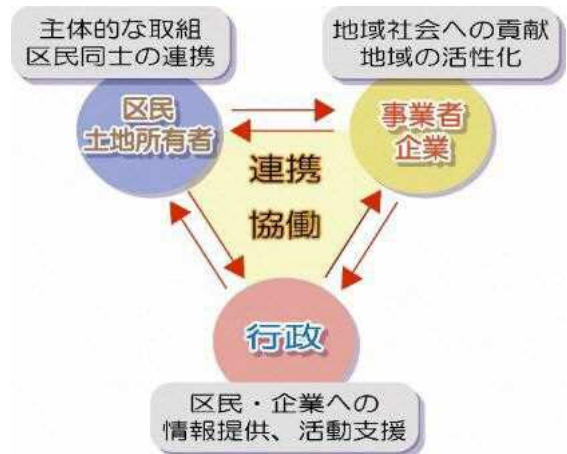 主体的な取組
区民同士の連携
地域社会への貢献
地域の活性化
区民
土地所有者
事業者
企業
連携
協働
行政
区民・企業への
情報提供、活動支援